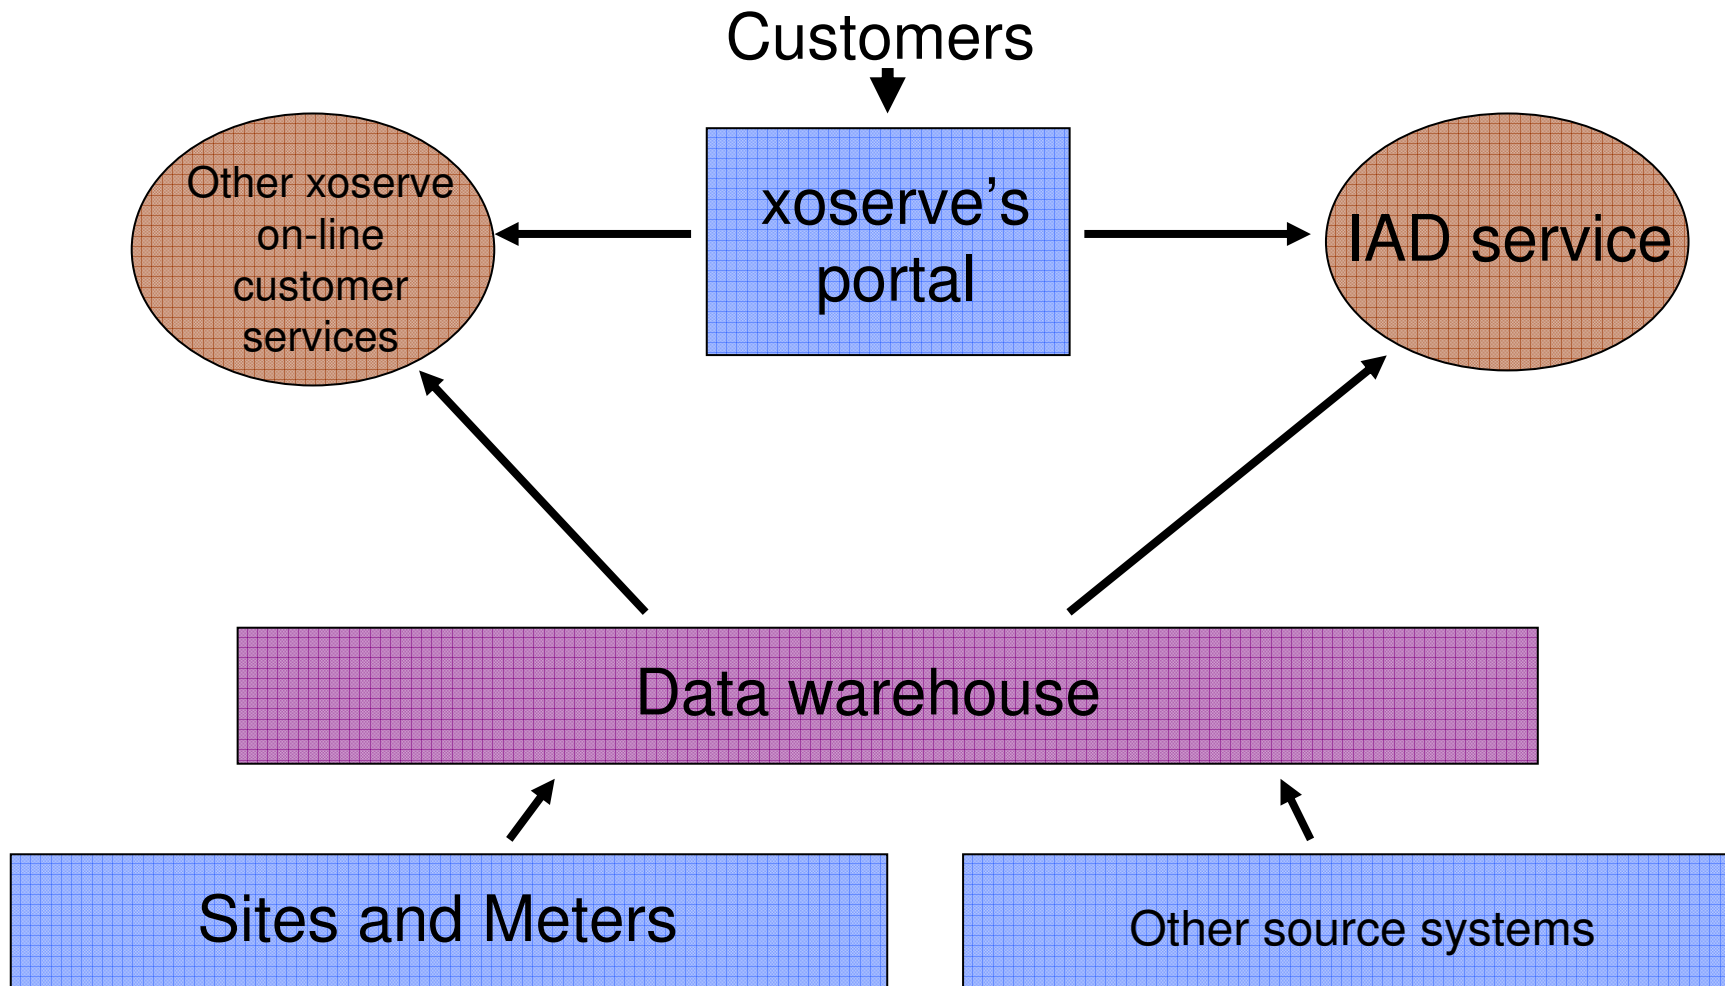 Customers
Other xoserve
on-line
customer
services
xoserve’s
portal
IAD service
Data warehouse
Sites and Meters
Other source systems